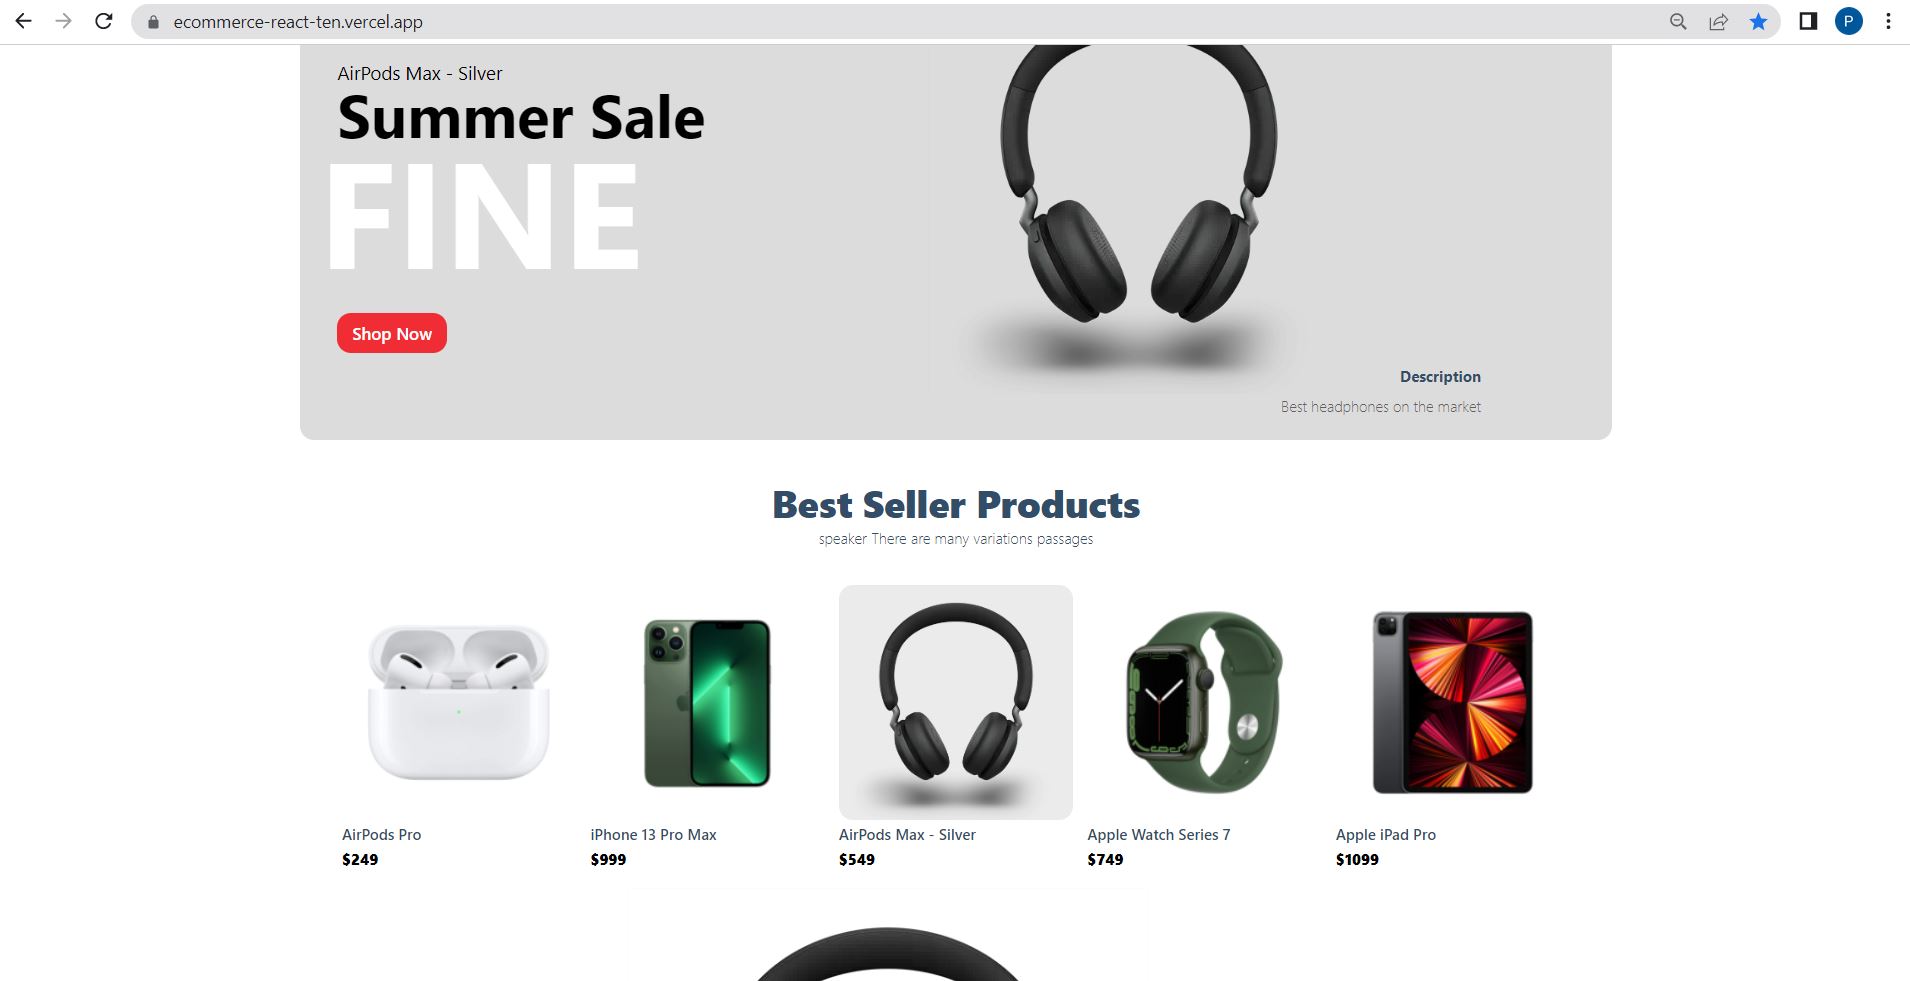 ecommerce-react-ten.vercel.app
P
AirPods Max - Silver
Summer Sale
FINE
Shop Now
Description
Best headphones on the market
Best Seller Products
speaker There are many variations passages
AirPods Pro
$249
iPhone 13 Pro Max
$999
AirPods Max - Silver
$549
Apple Watch Series 7
$749
Apple iPad Pro
$1099